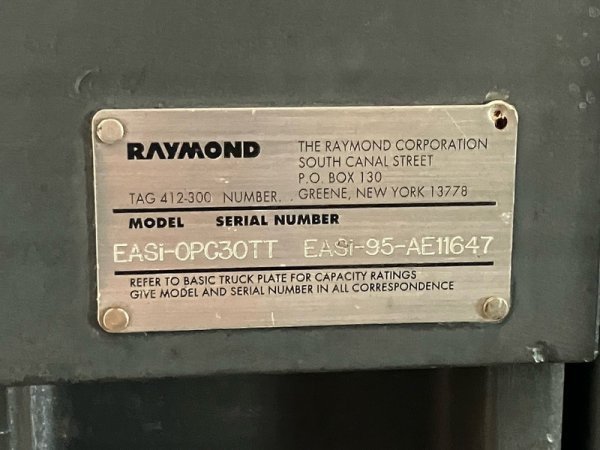 RAYMOND
THE RAYMOND CORPORATION
SOUTH CANAL STREET
P.O. BOX 130
TAG 412-300 NUMBER. . GREENE, NEW YORK 13778
MODEL SERIAL NUMBER
EASi-OPC30TT EASi-95-AE11647
REFER TO BASIC TRUCK PLATE FOR CAPACITY RATINGS
GIVE MODEL AND SERIAL NUMBER IN ALL CORRESPONDENCE